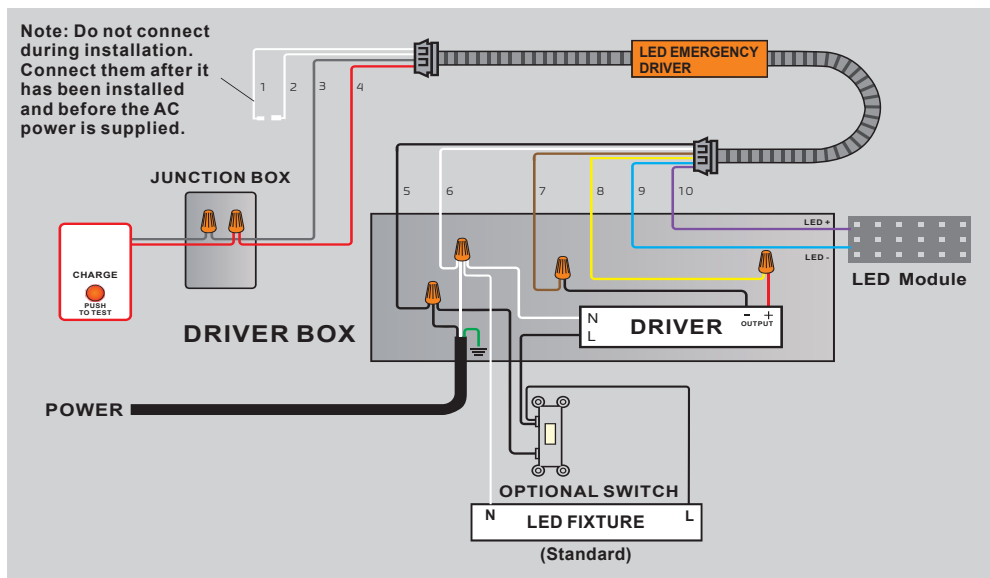 Note: Do not connect
during installation.
Connect them after it
has been installed
and before the AC
power is supplied.
1
2
3
4
LED EMERGENCY
DRIVER
JUNCTION BOX
5
6
7
8
9
10
LED +
LED -
LED Module
CHARGE
PUSH
TO TEST
DRIVER BOX
N
L
DRIVER
- +
OUTPUT
POWER
OPTIONAL SWITCH
N
LED FIXTURE
L
(Standard)